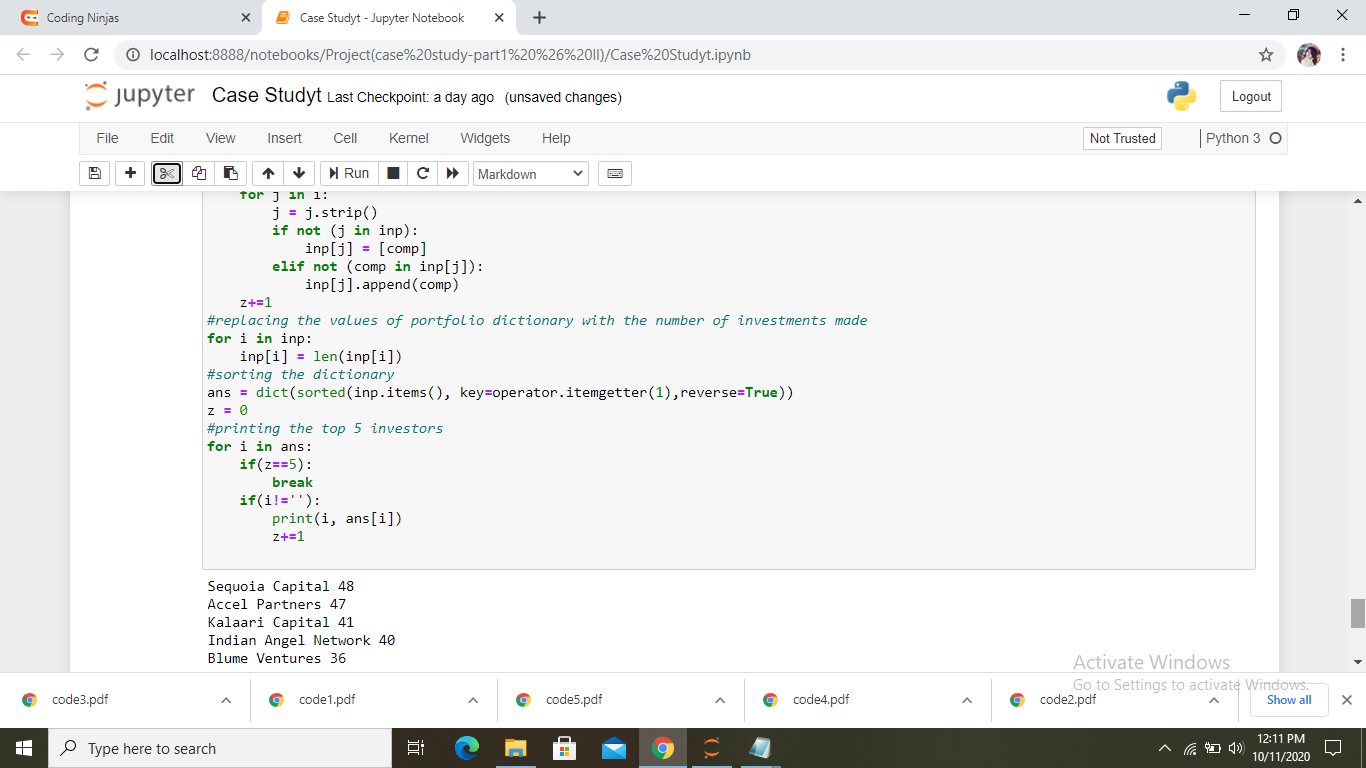 Coding Ninjas
Case Studyt - Jupyter Notebook
localhost:8888/notebooks/Project(case%20study-part1%20%26%20II)/Case%20Studyt.ipynb
jupyter Case Studyt Last Checkpoint: a day ago (unsaved changes)
Logout
File Edit View Insert Cell Kernel Widgets Help
Not Trusted
Python 3
Run
Markdown
for j in i:
j = j.strip()
if not (j in inp):
inp[j] = [comp]
elif not (comp in inp[j]):
inp[j].append(comp)
z+=1
#replacing the values of portfolio dictionary with the number of investments made
for i in inp:
inp[i] = len(inp[i])
#sorting the dictionary
ans = dict(sorted(inp.items(), key=operator.itemgetter(1),reverse=True))
z = 0
#printing the top 5 investors
for i in ans:
if(z==5):
break
if(i!=''):
print(i, ans[i])
z+=1
Sequoia Capital 48
Accel Partners 47
Kalaari Capital 41
Indian Angel Network 40
Blume Ventures 36
Activate Windows
Go to Settings to activate Windows.
code3.pdf
code1.pdf
code5.pdf
code4.pdf
code2.pdf
Show all
Type here to search
12:11 PM
10/11/2020